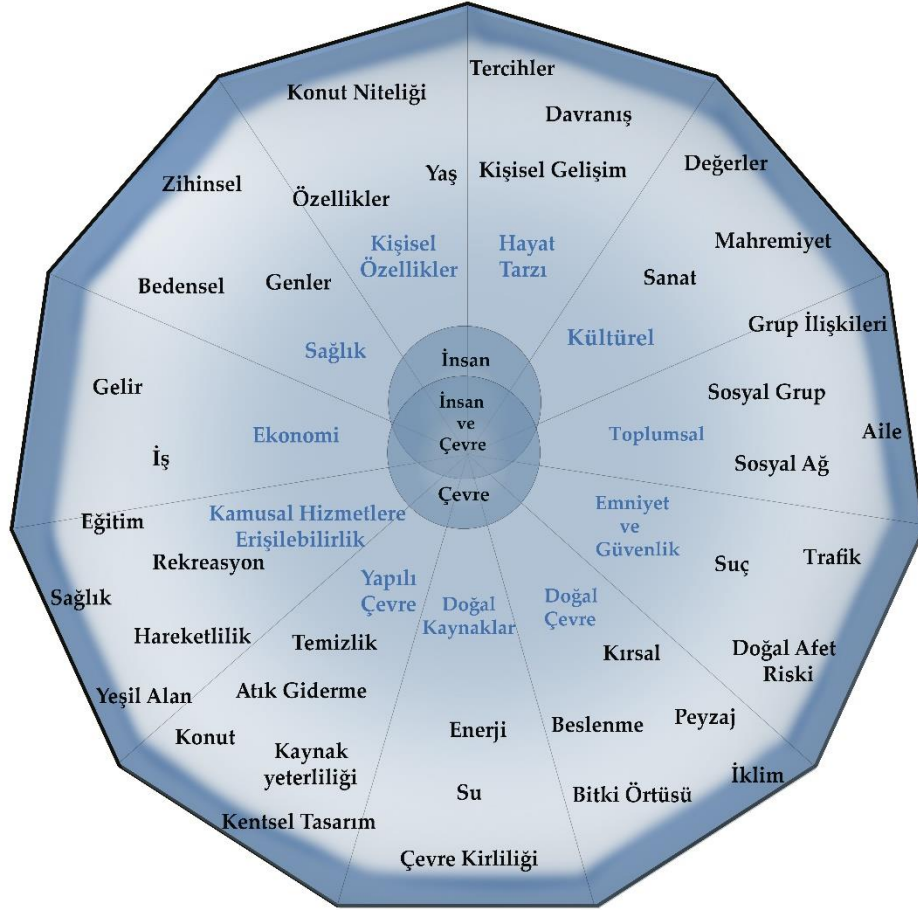 Tercihler
Konut Niteliği
Davranış
Değerler
Yaş
Kişisel Gelişim
Zihinsel
Özellikler
Mahremiyet
Kişisel
Özellikler
Hayat
Tarzı
Sanat
Bedensel
Genler
Grup İlişkileri
Sağlık
Kültürel
İnsan
Gelir
Sosyal Grup
İnsan
ve
Çevre
Ekonomi
Toplumsal
Aile
İş
Sosyal Ağ
Çevre
Eğitim
Kamusal Hizmetlere
Erişilebilirlik
Emniyet
ve
Güvenlik
Rekreasyon
Suç
Trafik
Sağlık
Yapılı
Çevre
Doğal
Kaynaklar
Doğal
Çevre
Hareketlilik
Temizlik
Kırsal
Doğal Afet
Riski
Yeşil Alan
Atık Giderme
Konut
Enerji
Beslenme
Peyzaj
Kaynak
yeterliliği
İklim
Su
Bitki Örtüsü
Kentsel Tasarım
Çevre Kirliliği